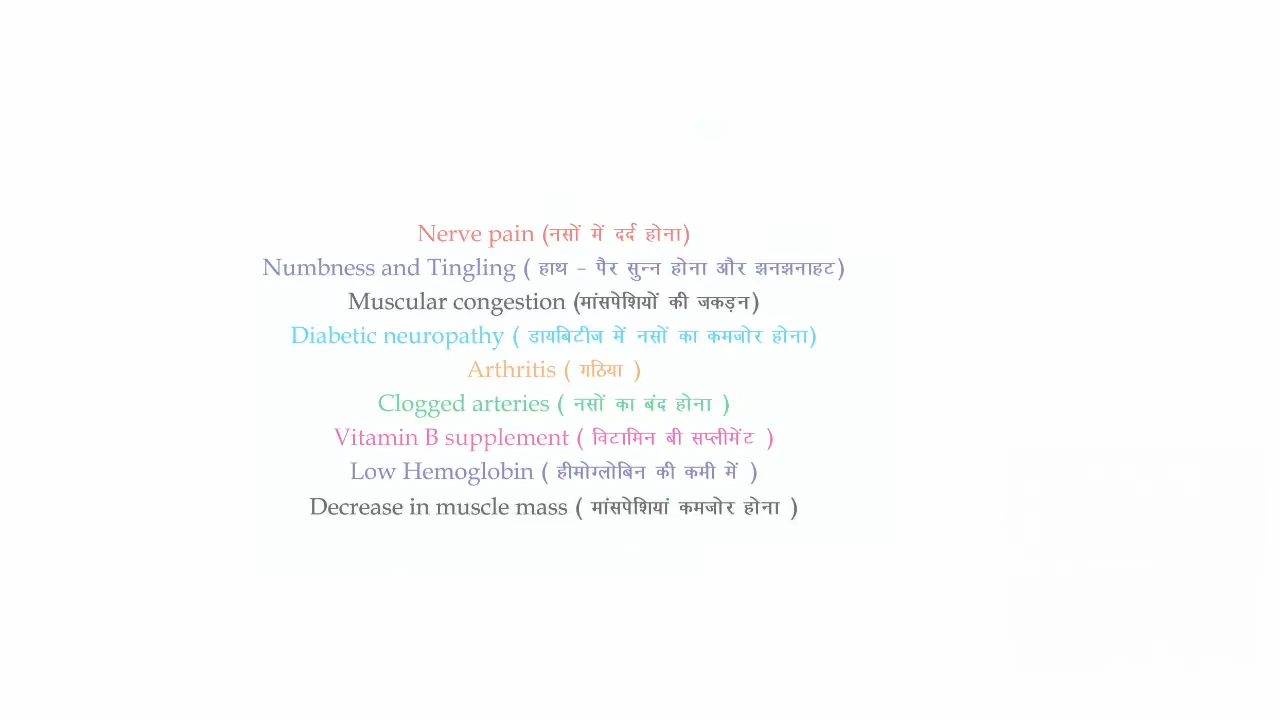 Nerve pain (नसों में दर्द होना)
Numbness and Tingling ( हाथ - पैर सुन्न होना और झनझनाहट)
Muscular congestion (मांसपेशियों की जकड़न)
Diabetic neuropathy ( डायबिटीज में नसों का कमजोर होना)
Arthritis ( गठिया )
Clogged arteries ( नसों का बंद होना )
Vitamin B supplement ( विटामिन बी सप्लीमेंट )
Low Hemoglobin ( हीमोग्लोबिन की कमी में )
Decrease in muscle mass ( मांसपेशियां कमजोर होना )